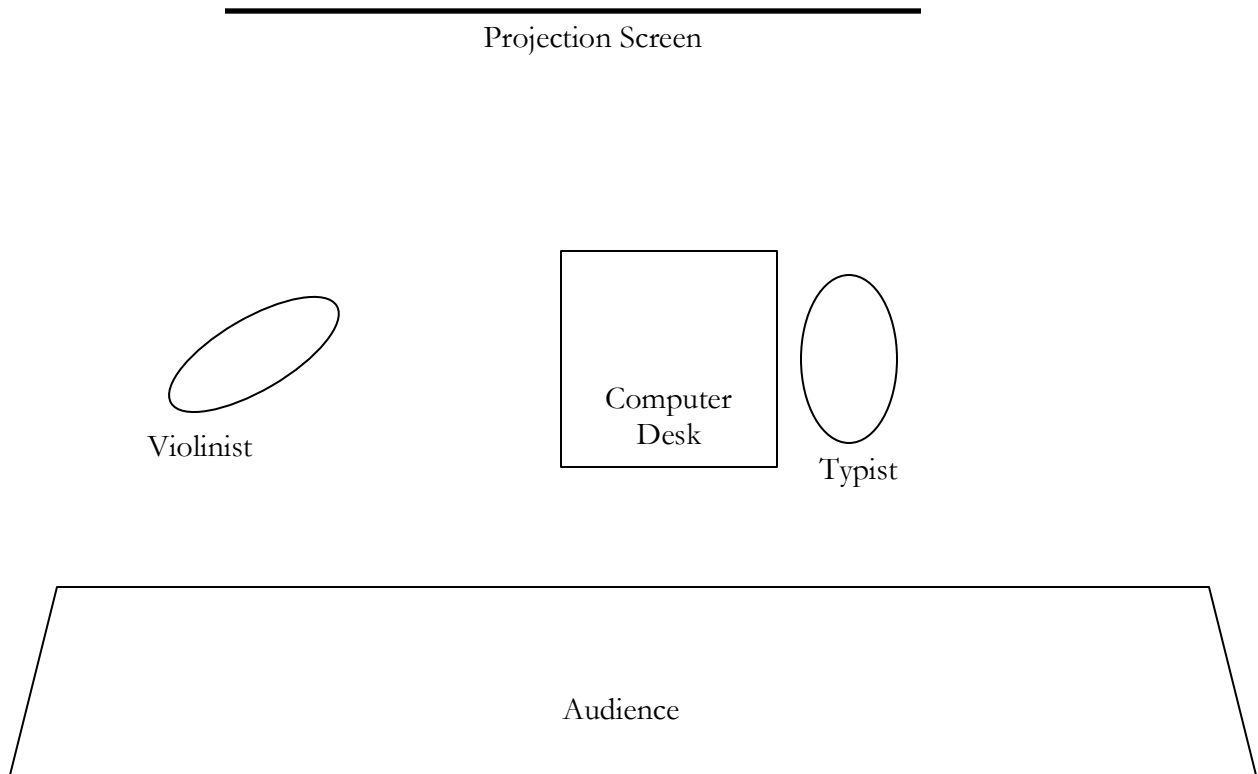 Projection Screen
Computer
Desk
Violinist
Typist
Audience